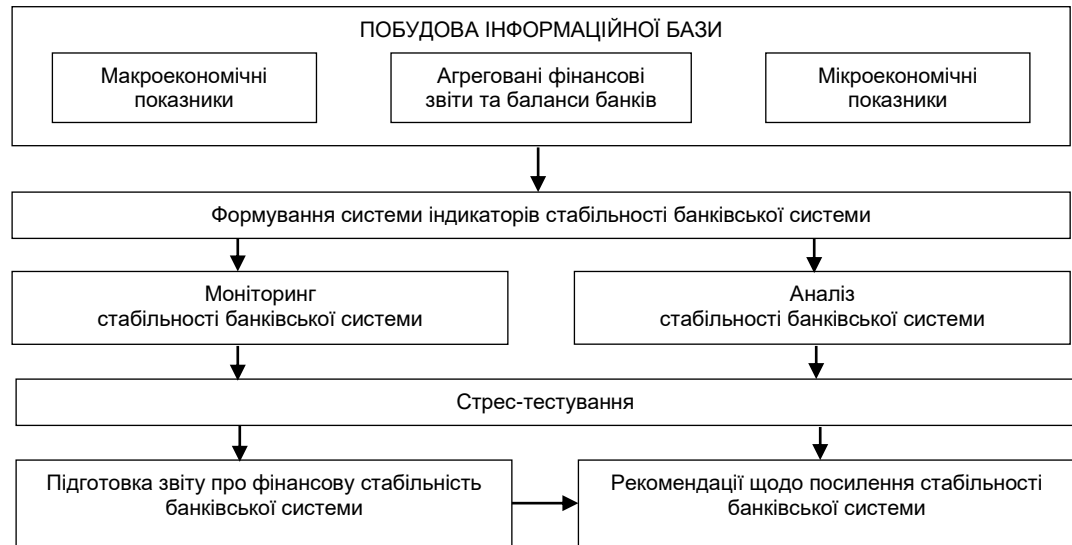 ПОБУДОВА ІНФОРМАЦІЙНОЇ БАЗИ
Макроекономічні
показники
Агреговані фінансові
звіти та баланси банків
Мікроекономічні
показники
Формування системи індикаторів стабільності банківської системи
Моніторинг
стабільності банківської системи
Аналіз
стабільності банківської системи
Стрес-тестування
Підготовка звіту про фінансову стабільність
банківської системи
Рекомендації щодо посилення стабільності
банківської системи